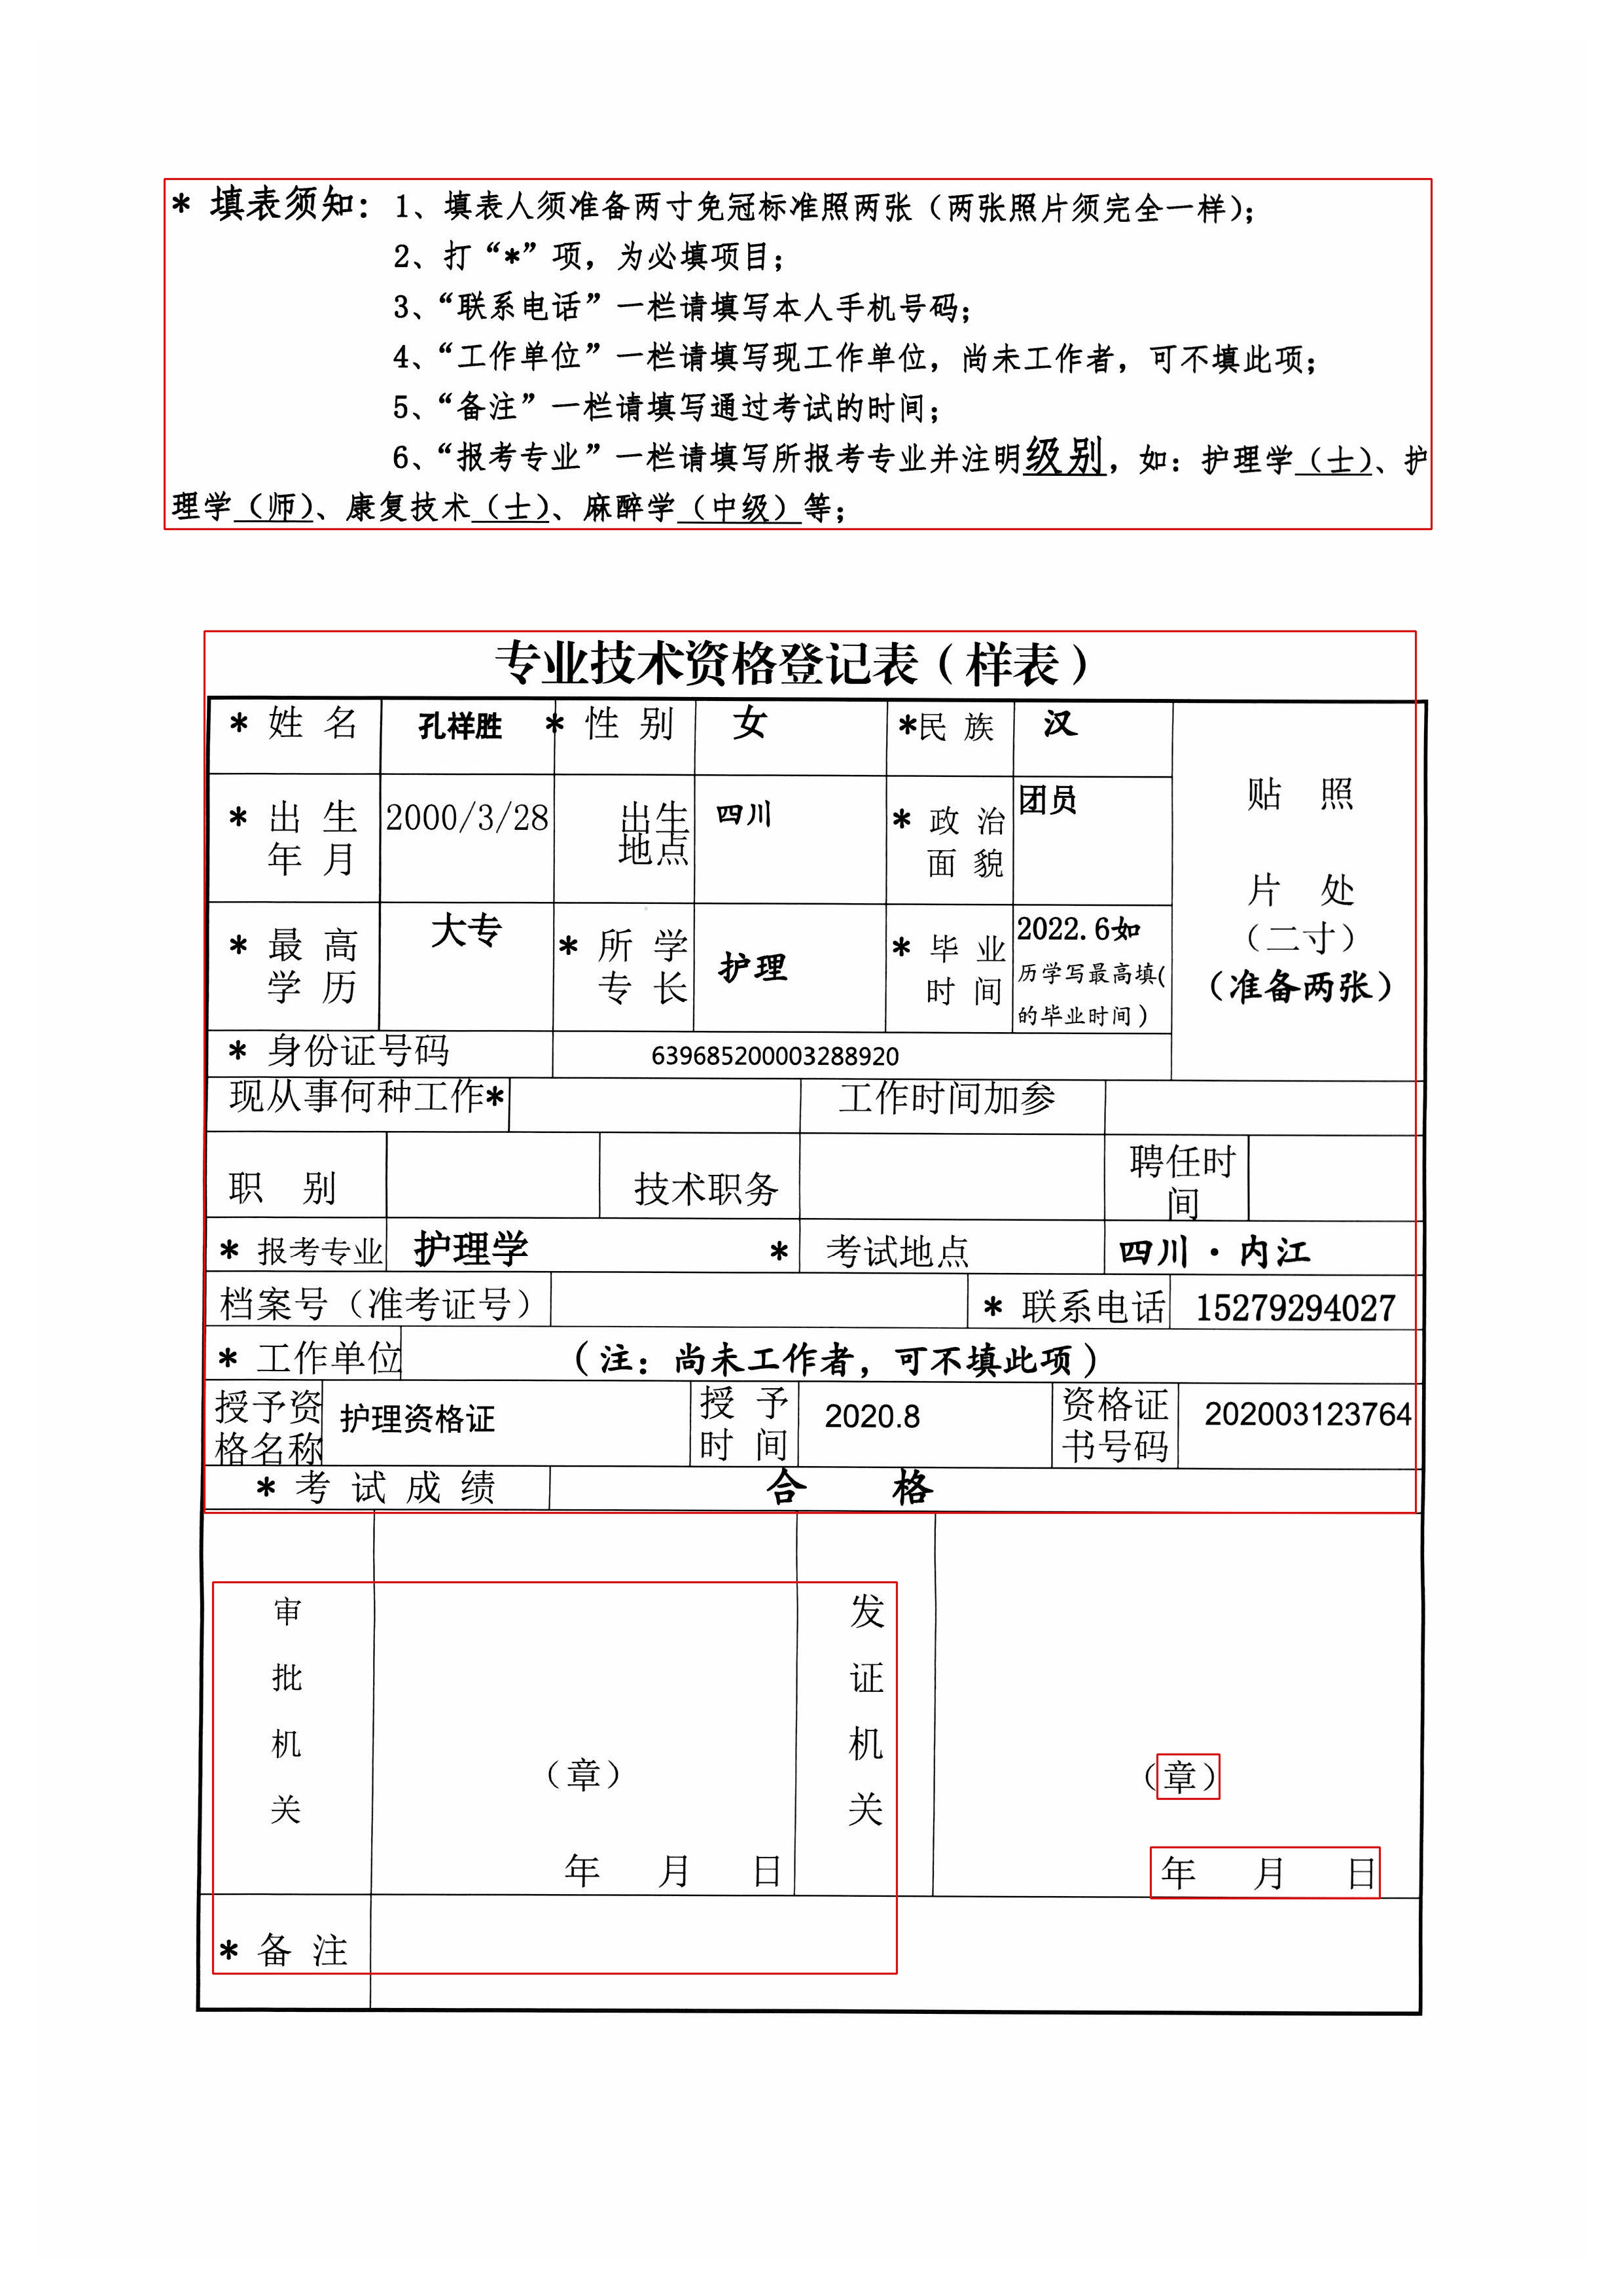 * 填表须知：1、填表人须准备两寸免冠标准照两张（两张照片须完全一样）；
2、打“*”项，为必填项目；
3、“联系电话”一栏请填写本人手机号码；
4、“工作单位”一栏请填写现工作单位，尚未工作者，可不填此项；
5、“备注”一栏请填写通过考试的时间；
6、“报考专业”一栏请填写所报考专业并注明级别，如：护理学（士）、护
理学（师）、康复技术（士）、麻醉学（中级）等；
专业技术资格登记表（样表）
* 姓 名 孔祥胜 * 性 别 女 *民 族 汉
* 出 生 年 月 2000/3/28 出生 地点 四川 * 政 治 面 貌 团员
贴 照
片 处
（二寸）
（准备两张）
* 最 高 学 历 大专 * 所 学 专 长 护理 * 毕 业 时 间 2022.6如
历学写最高填(
的毕业时间）
* 身份证号码 639685200003288920
现从事何种工作* 工作时间加参
职 别 技术职务 聘任时间
* 报考专业 护理学 * 考试地点 四川·内江
档案号（准考证号） * 联系电话 15279294027
* 工作单位 （注：尚未工作者，可不填此项）
授予资格名称 护理资格证 授 予 时 间 2020.8 资格证书号码 202003123764
* 考 试 成 绩 合 格
审
批
机
关
（章）
年 月 日
发
证
机
关
（章）
年 月 日
* 备 注